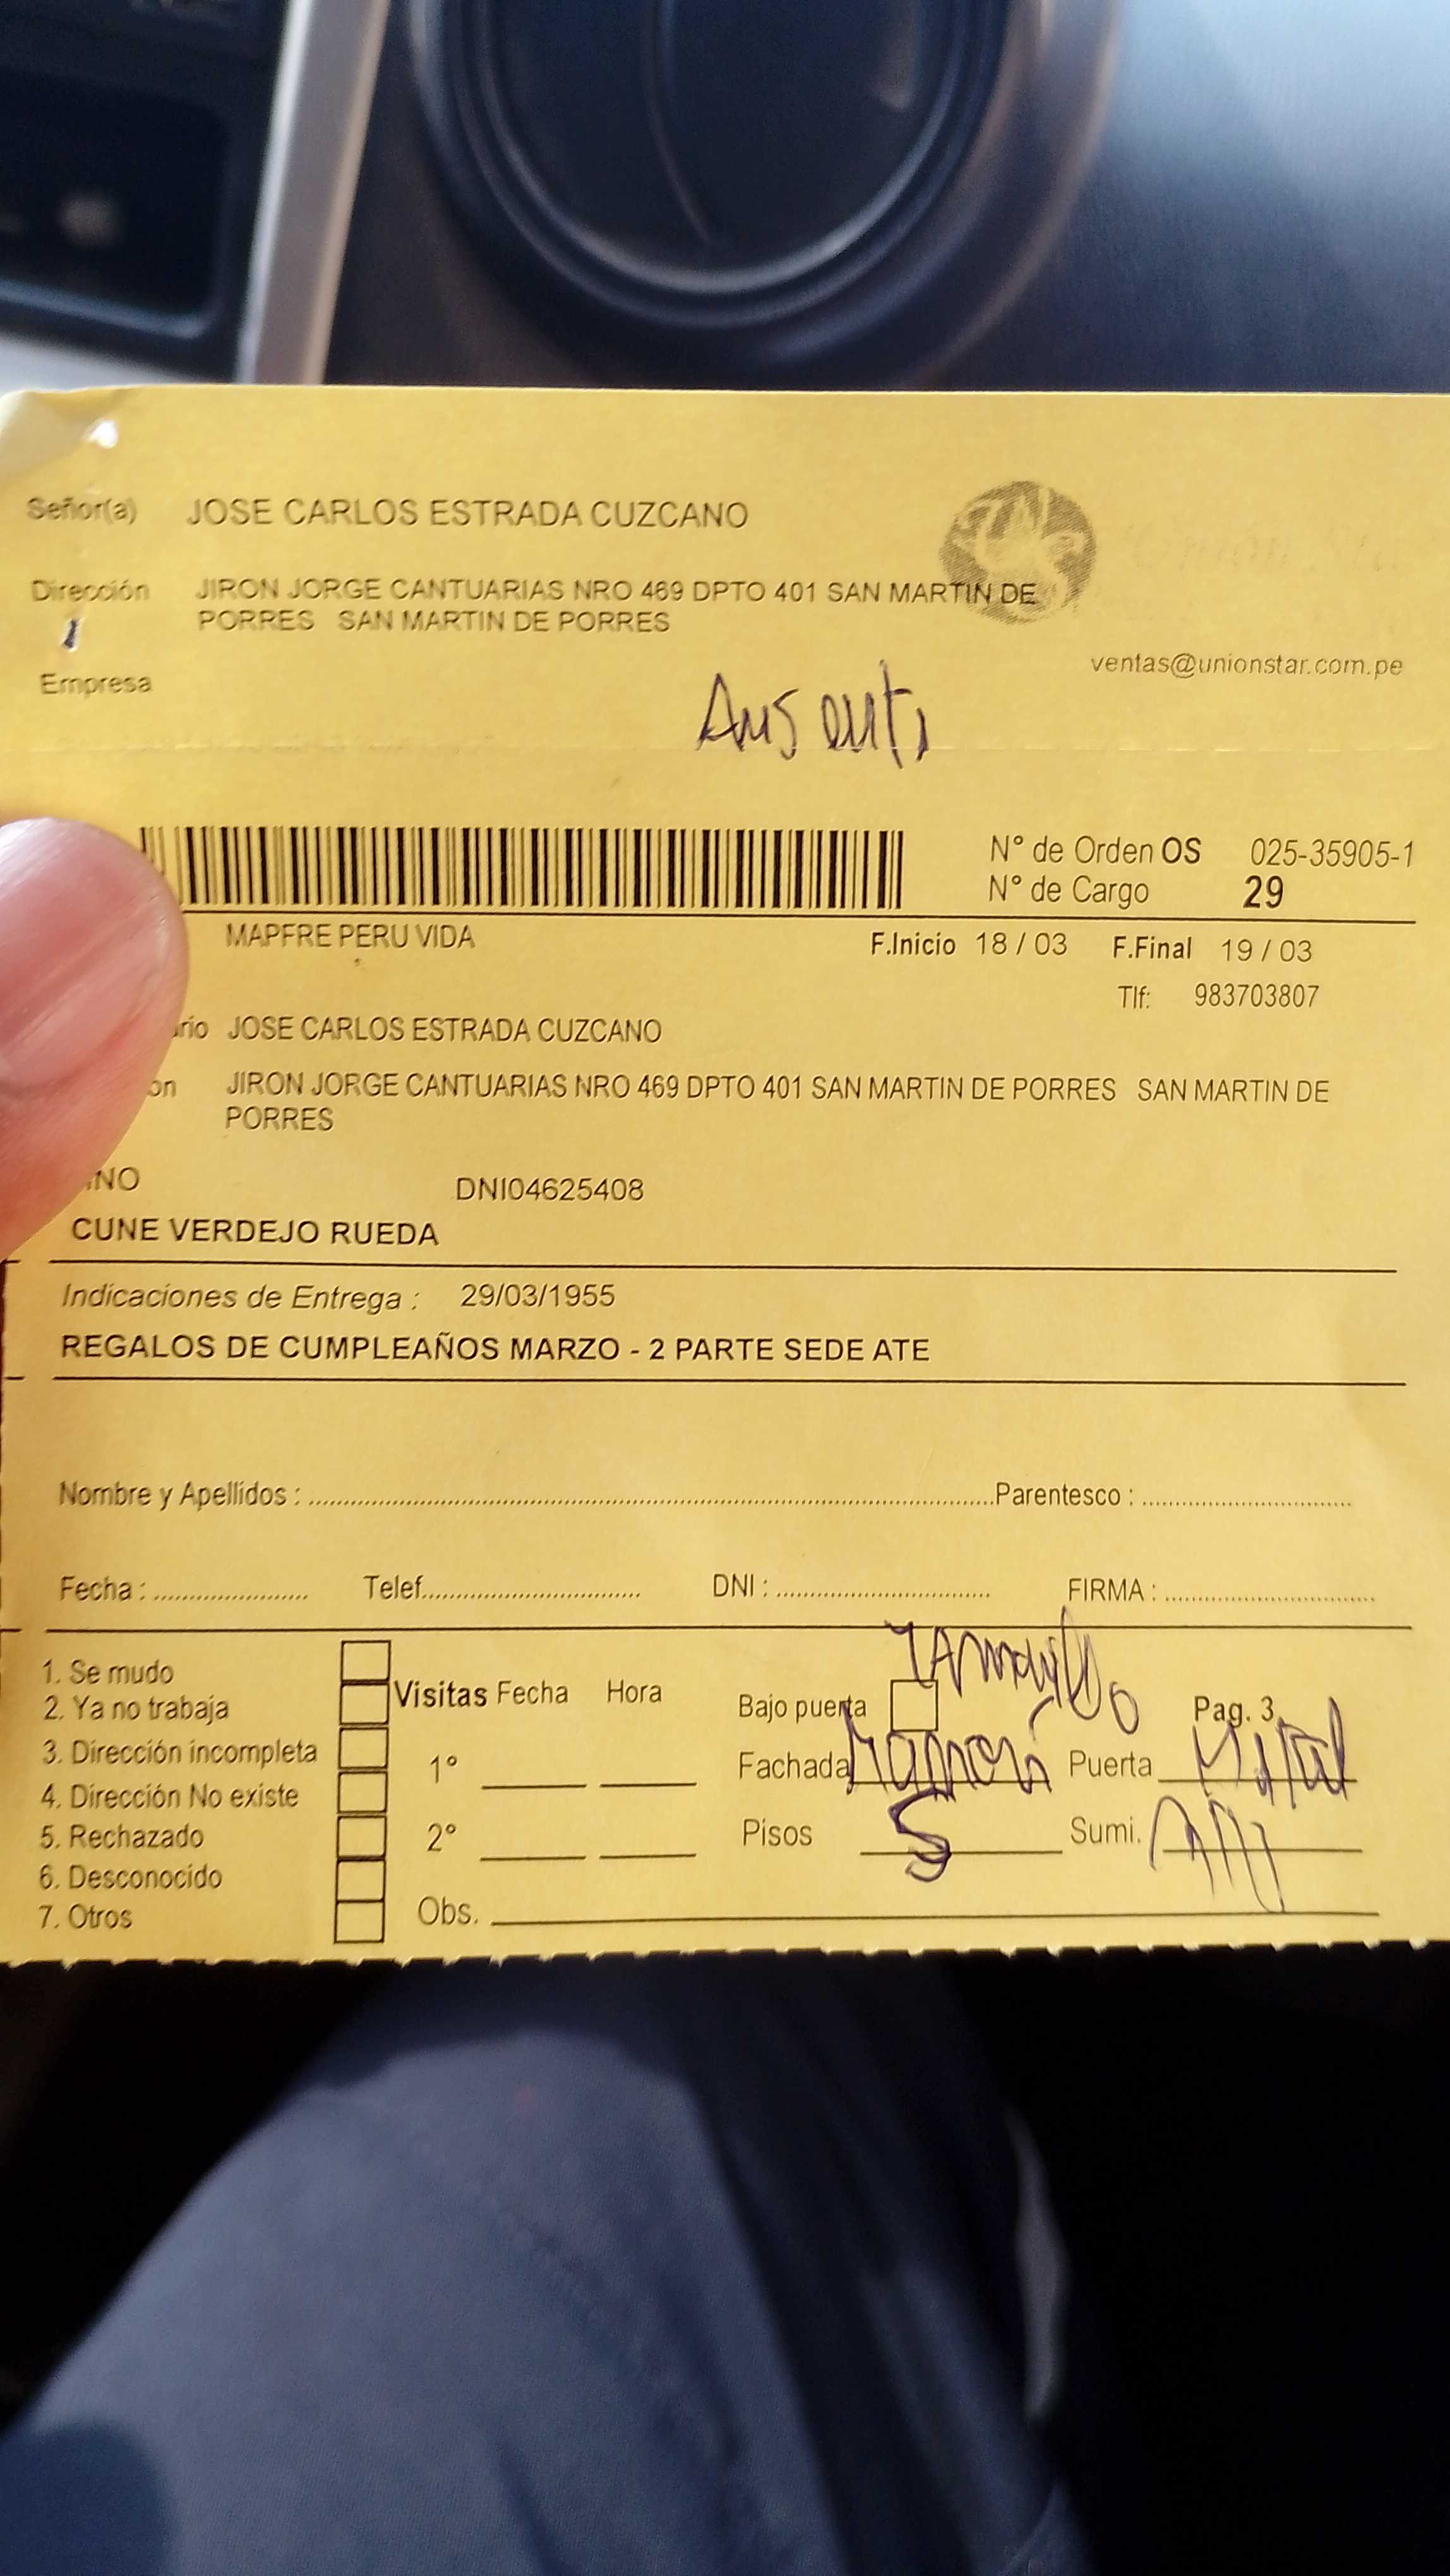 Señor(a) JOSE CARLOS ESTRADA CUZCANO
Dirección JIRON JORGE CANTUARIAS NRO 469 DPTO 401 SAN MARTIN DE
PORRES SAN MARTIN DE PORRES
Empresa
ventas@unionstar.com.pe
Ausente
N° de Orden OS 025-35905-1
N° de Cargo 29
MAPFRE PERU VIDA
F.Inicio 18 / 03 F.Final 19 / 03
Tlf: 983703807
JOSE CARLOS ESTRADA CUZCANO
JIRON JORGE CANTUARIAS NRO 469 DPTO 401 SAN MARTIN DE PORRES SAN MARTIN DE
PORRES
DNI04625408
CUNE VERDEJO RUEDA
Indicaciones de Entrega : 29/03/1955
REGALOS DE CUMPLEAÑOS MARZO - 2 PARTE SEDE ATE
Nombre y Apellidos : Parentesco :
Fecha : Telef. DNI : FIRMA :
1. Se mudo
2. Ya no trabaja
3. Dirección incompleta
4. Dirección No existe
5. Rechazado
6. Desconocido
7. Otros
Visitas Fecha Hora
1°
2°
Obs.
Bajo puerta Pag. 3
Fachada Puerta
Pisos 5 Sumi.